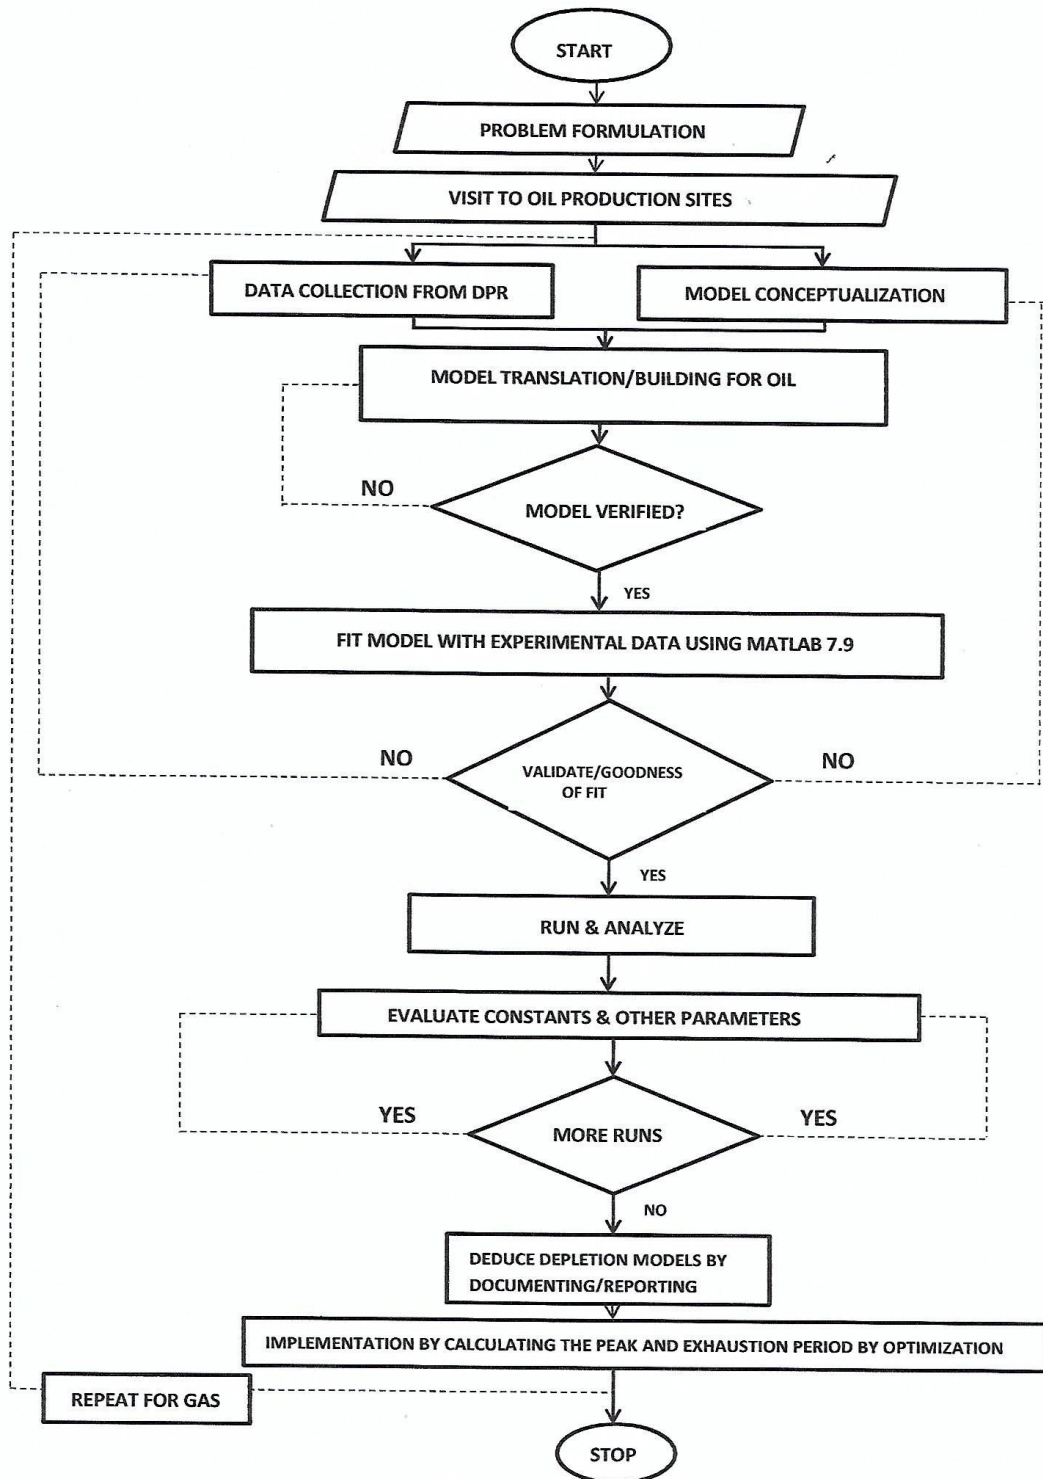 START
PROBLEM FORMULATION
VISIT TO OIL PRODUCTION SITES
DATA COLLECTION FROM DPR
MODEL CONCEPTUALIZATION
MODEL TRANSLATION/BUILDING FOR OIL
NO
MODEL VERIFIED?
YES
FIT MODEL WITH EXPERIMENTAL DATA USING MATLAB 7.9
NO
VALIDATE/GOODNESS
OF FIT
NO
YES
RUN & ANALYZE
EVALUATE CONSTANTS & OTHER PARAMETERS
YES
MORE RUNS
YES
NO
DEDUCE DEPLETION MODELS BY
DOCUMENTING/REPORTING
IMPLEMENTATION BY CALCULATING THE PEAK AND EXHAUSTION PERIOD BY OPTIMIZATION
REPEAT FOR GAS
STOP